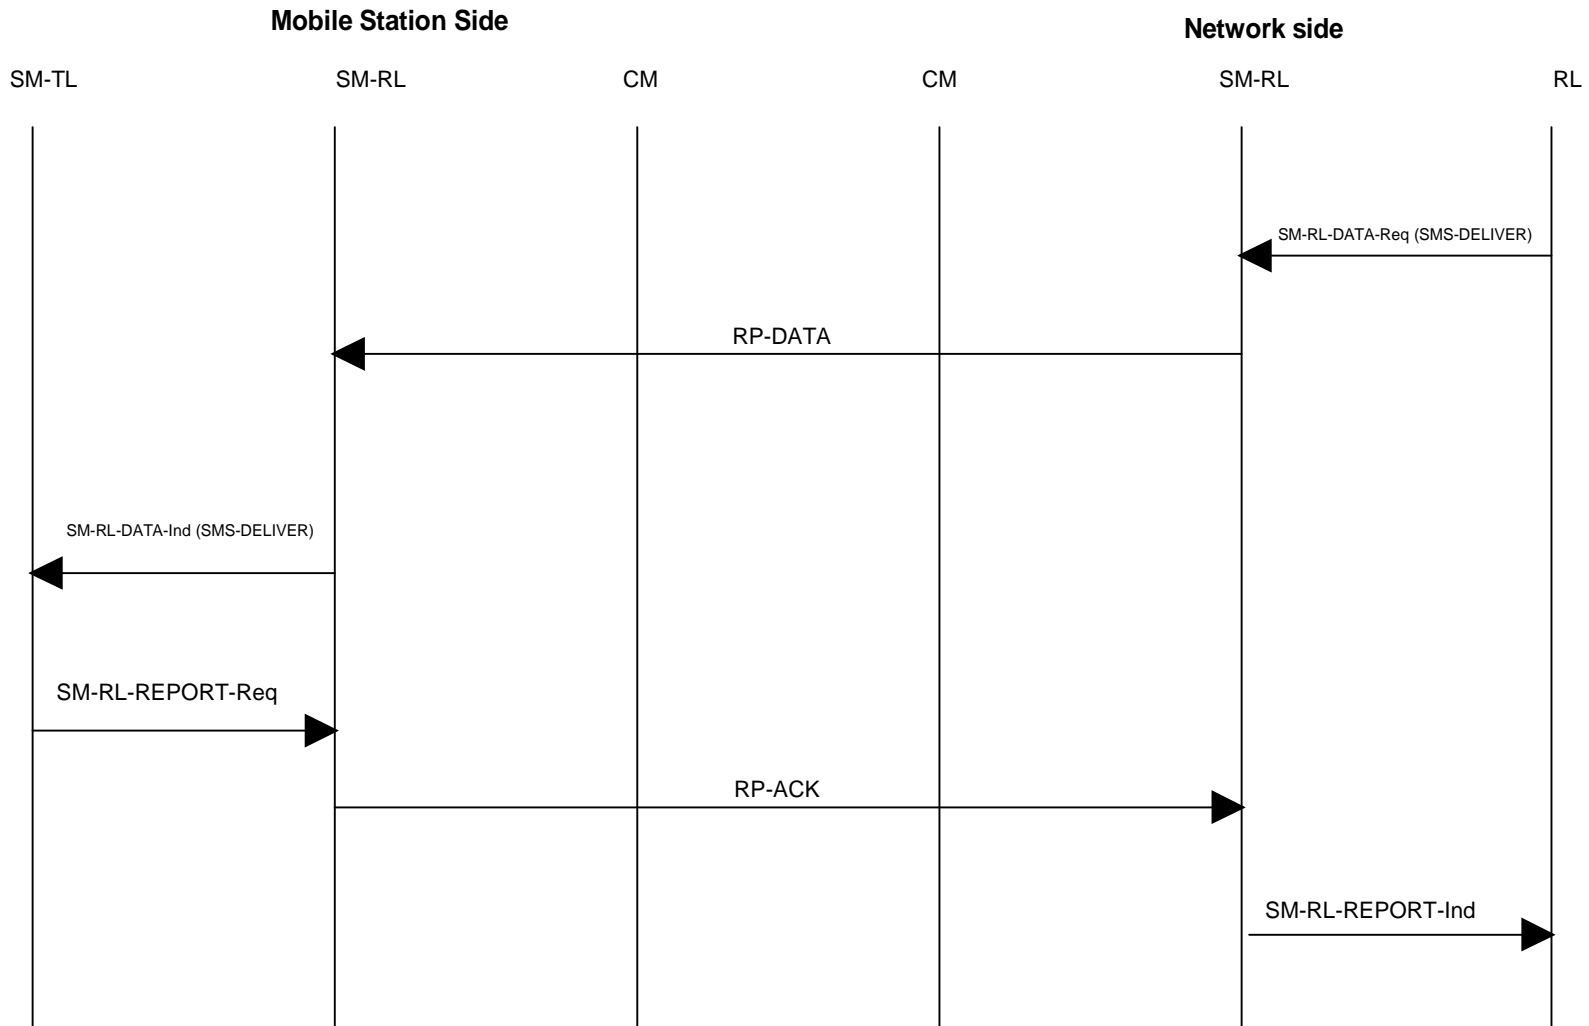 Mobile Station Side
Network side
SM-TL
SM-RL
CM
CM
SM-RL
RL
SM-RL-DATA-Req (SMS-DELIVER)
RP-DATA
SM-RL-DATA-Ind (SMS-DELIVER)
SM-RL-REPORT-Req
RP-ACK
SM-RL-REPORT-Ind